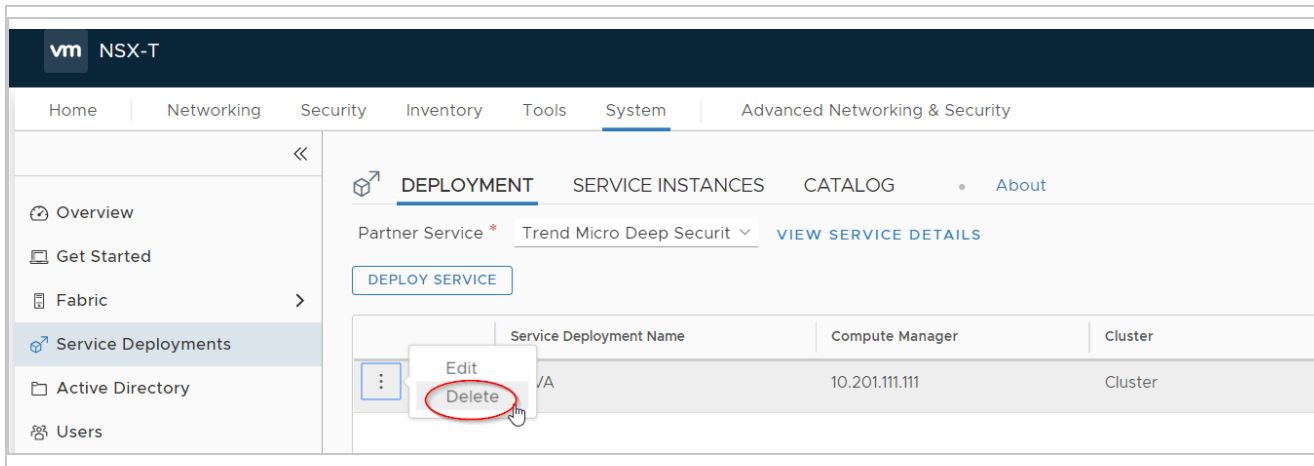 vm NSX-T
Home Networking Security Inventory Tools System Advanced Networking & Security
DEPLOYMENT SERVICE INSTANCES CATALOG About
Overview
Partner Service * Trend Micro Deep Securit VIEW SERVICE DETAILS
Get Started
DEPLOY SERVICE
Fabric
Service Deployments
Service Deployment Name Compute Manager Cluster
Edit
VA 10.201.111.111 Cluster
Active Directory
Delete
Users